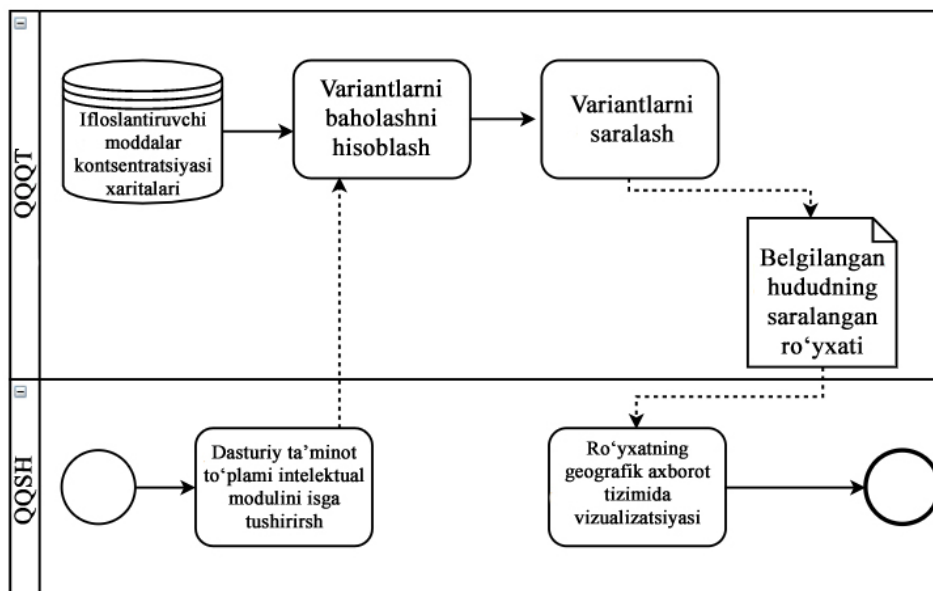 QQQT
Ifloslantiruvchi
moddalar
kontsentratsiyasi
xaritalari
Variantlarni
baholashni
hisoblash
Variantlarni
saralash
Belgilangan
hududning
saralangan
ro‘yxati
QQSH
Dasturiy ta’minot
to‘plami intelektual
modulini isga
tushirirsh
Ro‘yxatning
geografik axborot
tizimida
vizualizatsiyasi